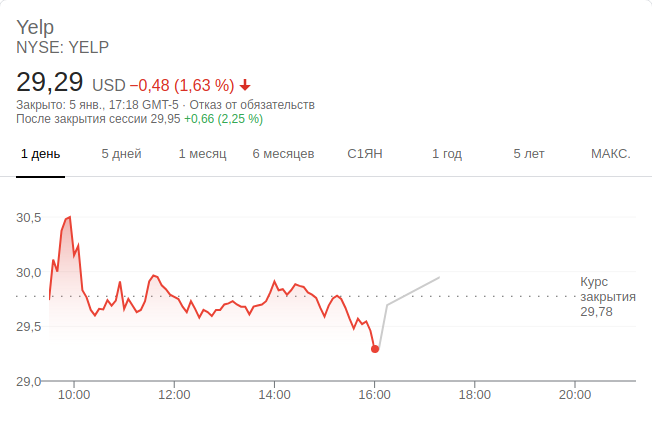 Yelp
NYSE: YELP
29,29 USD −0,48 (1,63 %)
Закрыто: 5 янв., 17:18 GMT-5 · Отказ от обязательств
После закрытия сессии 29,95 +0,66 (2,25 %)
1 день 5 дней 1 месяц 6 месяцев С1ЯН 1 год 5 лет МАКС.
30,5
30,0
29,5
29,0
Курс
закрытия
29,78
10:00 12:00 14:00 16:00 18:00 20:00